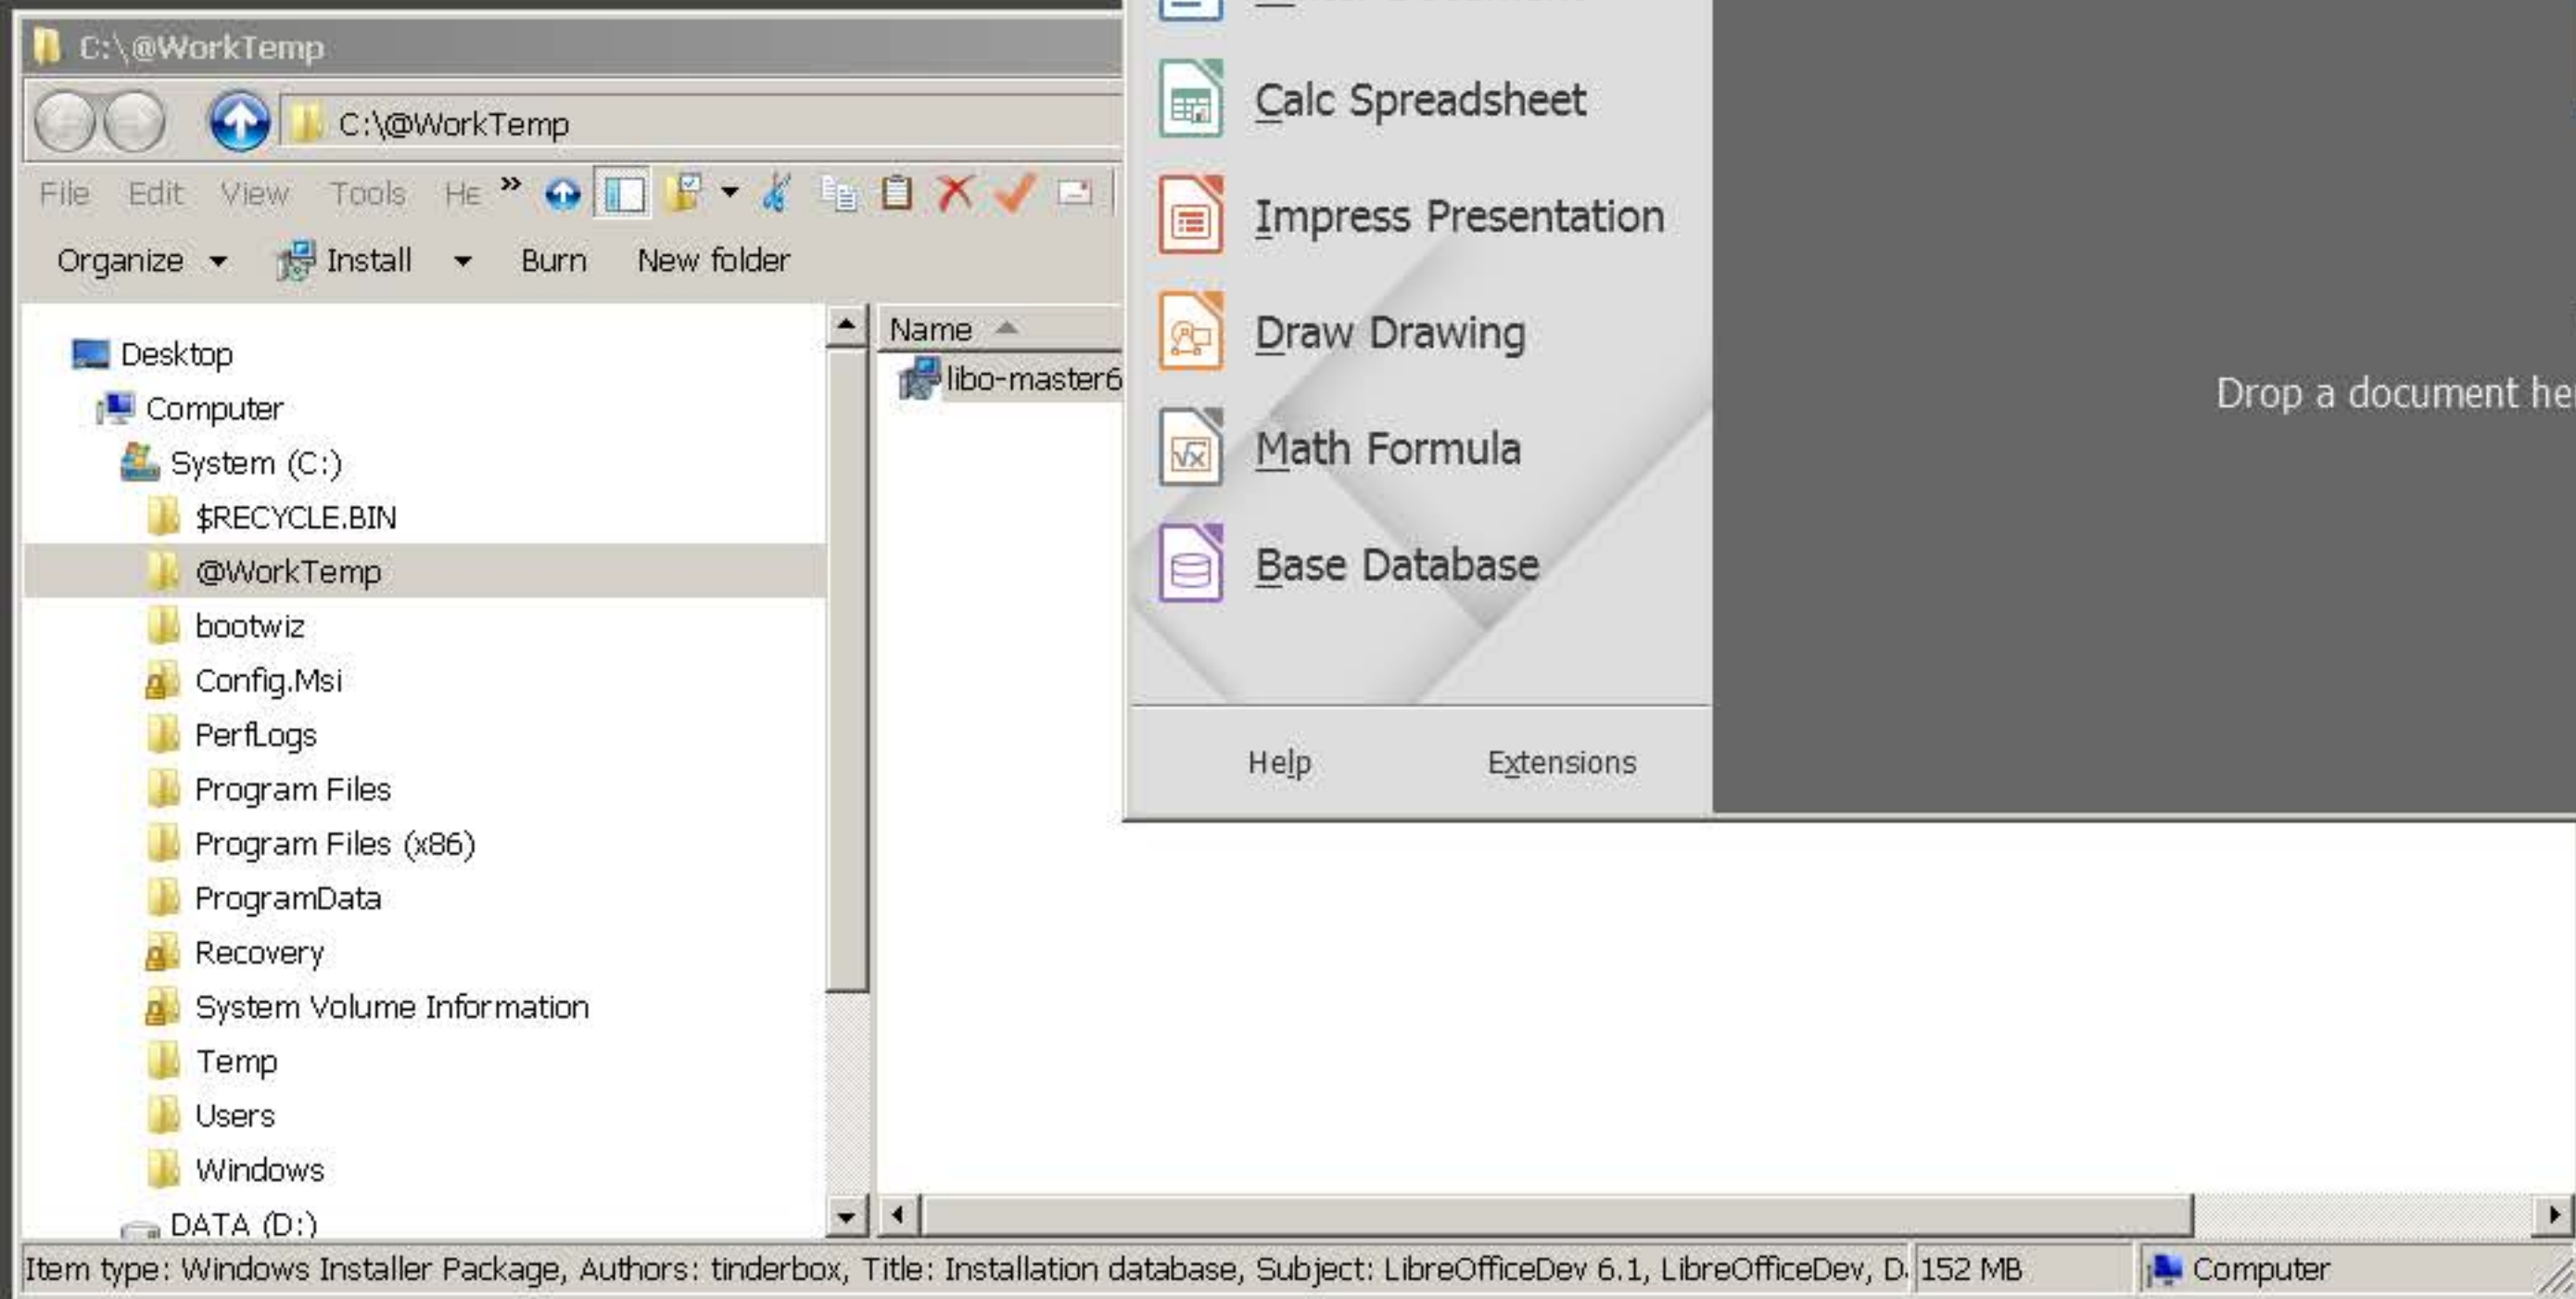 C:\@WorkTemp
C:\@WorkTemp
File Edit View Tools He »
Organize Install Burn New folder
Desktop
Computer
System (C:)
$RECYCLE.BIN
@WorkTemp
bootwiz
Config.Msi
PerfLogs
Program Files
Program Files (x86)
ProgramData
Recovery
System Volume Information
Temp
Users
Windows
DATA (D:)
Name
libo-master6
Calc Spreadsheet
Impress Presentation
Draw Drawing
Math Formula
Base Database
Help Extensions
Drop a document
Item type: Windows Installer Package, Authors: tinderbox, Title: Installation database, Subject: LibreOfficeDev 6.1, LibreOfficeDev, D. 152 MB Computer